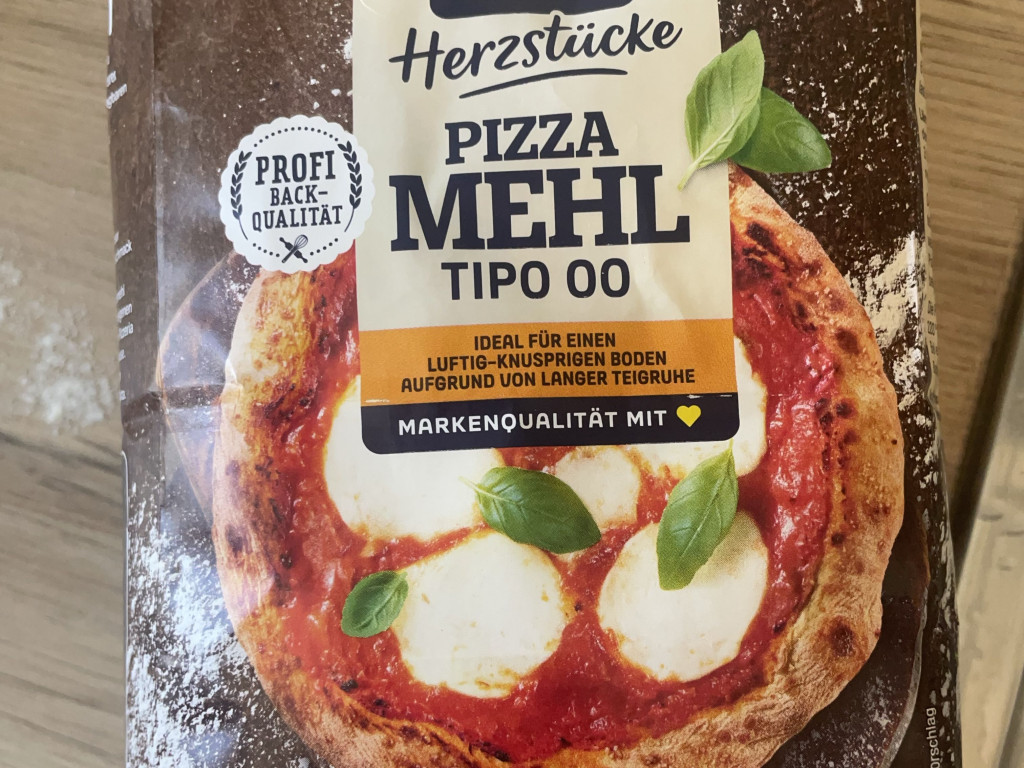 Herzstücke
PIZZA
MEHL
TIPO 00
PROFI
BACK-
QUALITÄT
IDEAL FÜR EINEN
LUFTIG-KNUSPRIGEN BODEN
AUFGRUND VON LANGER TEIGRUHE
MARKENQUALITÄT MIT